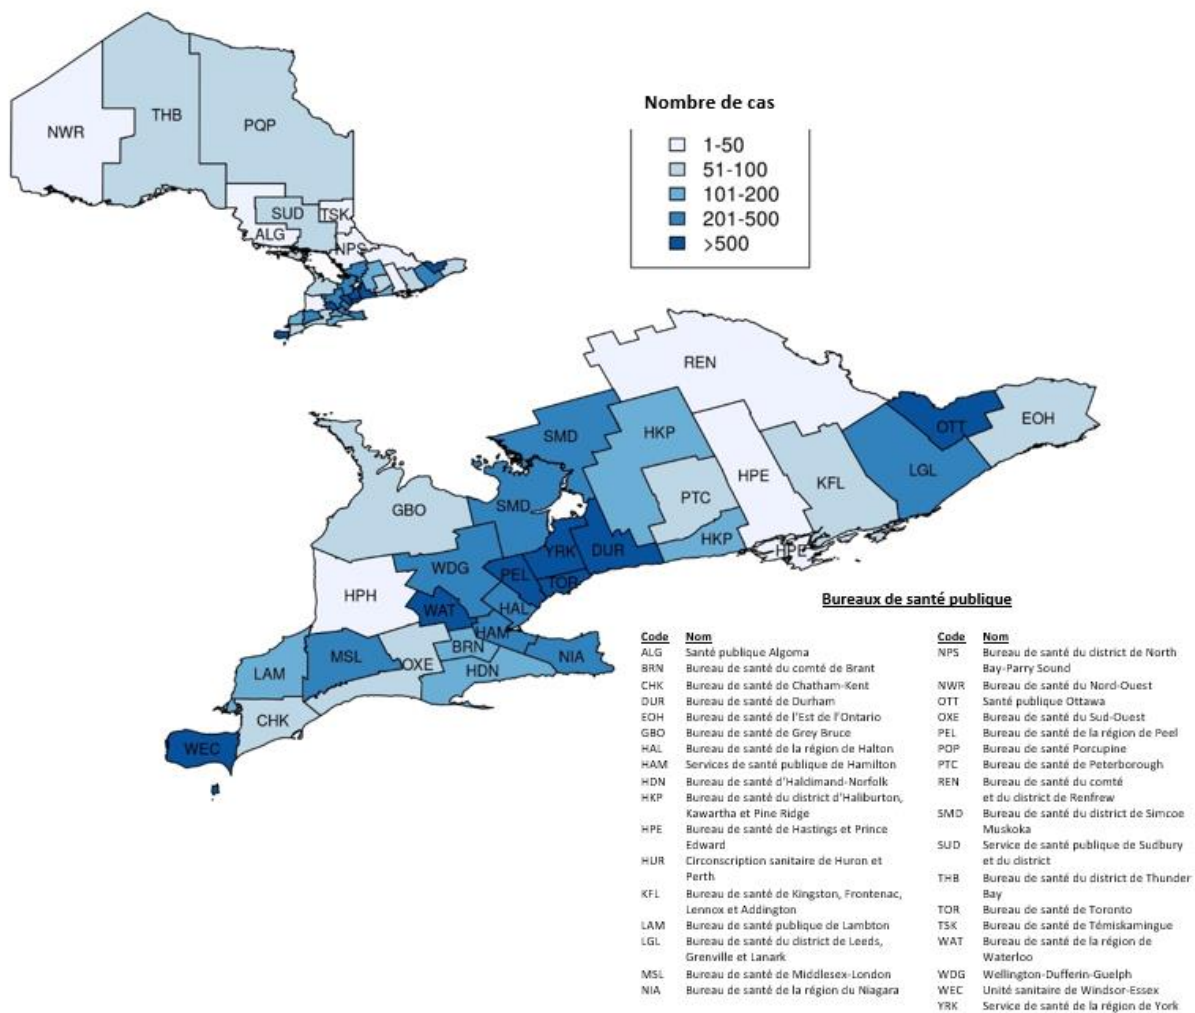 NWR
THB
PQP
SUD
TSK
ALG
NPS
Nombre de cas
1-50
51-100
101-200
201-500
>500
REN
SMD
HKP
OTT
EOH
HPE
LGL
KFL
PTC
GBO
SMD
HKP
YRK
DUR
HPE
WDG
PEL
TOR
HPH
WAT
HAL
HAM
BRN
MSL
OXE
NIA
LAM
HDN
CHK
WEC
Bureaux de santé publique
Code Nom
ALG Santé publique Algoma
BRN Bureau de santé du comté de Brant
CHK Bureau de santé de Chatham-Kent
DUR Bureau de santé de Durham
EOH Bureau de santé de l'Est de l'Ontario
GBO Bureau de santé de Grey Bruce
HAL Bureau de santé de la région de Halton
HAM Services de santé publique de Hamilton
HDN Bureau de santé d'Haldimand-Norfolk
HKP Bureau de santé du district d'Haliburton,
Kawartha et Pine Ridge
HPE Bureau de santé de Hastings et Prince
Edward
HUR Circonscription sanitaire de Huron et
Perth
KFL Bureau de santé de Kingston, Frontenac,
Lennox et Addington
LAM Bureau de santé publique de Lambton
LGL Bureau de santé du district de Leeds,
Grenville et Lanark
MSL Bureau de santé de Middlesex-London
NIA Bureau de santé de la région du Niagara
Code Nom
NPS Bureau de santé du district de North
Bay-Parry Sound
NWR Bureau de santé du Nord-Ouest
OTT Santé publique Ottawa
OXE Bureau de santé du Sud-Ouest
PEL Bureau de santé de la région de Peel
POP Bureau de santé Porcupine
PTC Bureau de santé de Peterborough
REN Bureau de santé du comté
et du district de Renfrew
SMD Bureau de santé du district de Simcoe
Muskoka
SUD Service de santé publique de Sudbury
et du district
THB Bureau de santé du district de Thunder
Bay
TOR Bureau de santé de Toronto
TSK Bureau de santé de Témiskamingue
WAT Bureau de santé de la région de
Waterloo
WDG Wellington-Dufferin-Guelph
WEC Unité sanitaire de Windsor-Essex
YRK Service de santé de la région de York